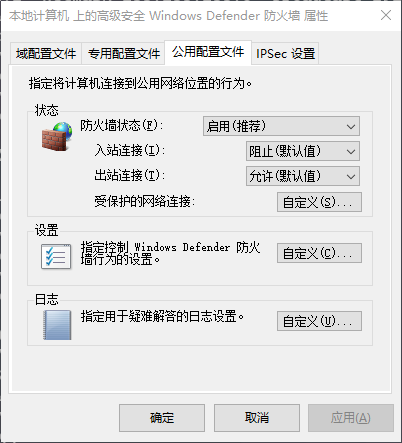 本地计算机 上的高级安全 Windows Defender 防火墙 属性
域配置文件 专用配置文件 公用配置文件 IPSec 设置
指定将计算机连接到公用网络位置的行为。
状态
防火墙状态(F): 启用(推荐)
入站连接(I): 阻止(默认值)
出站连接(T): 允许(默认值)
受保护的网络连接: 自定义(S)...
设置
指定控制 Windows Defender 防火
墙行为的设置。
自定义(C)...
日志
指定用于疑难解答的日志设置。 自定义(U)...
确定 取消 应用(A)